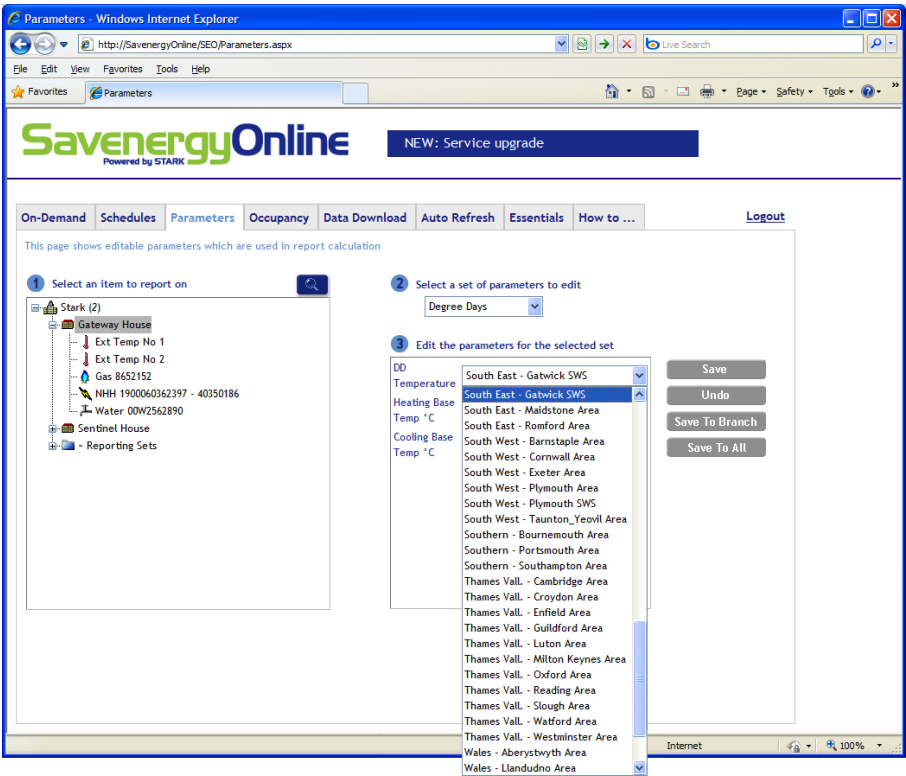 Parameters - Windows Internet Explorer
http://SavenergyOnline/SEO/Parameters.aspx
Live Search
File Edit View Favorites Tools Help
Favorites Parameters Page Safety Tools
SavenergyOnline
Powered by STARK
NEW: Service upgrade
On-Demand Schedules Parameters Occupancy Data Download Auto Refresh Essentials How to ... Logout
This page shows editable parameters which are used in report calculation
1 Select an item to report on
2 Select a set of parameters to edit
Stark (2)
Gateway House
Ext Temp No 1
Ext Temp No 2
Gas 8652152
NHH 1900060362397 - 40350186
Water 00W2562890
Sentinel House
~ Reporting Sets
Degree Days
3 Edit the parameters for the selected set
DD
Temperature
Heating Base
Temp °C
Cooling Base
Temp °C
South East - Gatwick SWS
South East - Gatwick SWS
South East - Maidstone Area
South East - Romford Area
South West - Barnstaple Area
South West - Cornwall Area
South West - Exeter Area
South West - Plymouth Area
South West - Plymouth SWS
South West - Taunton_Yeovil Area
Southern - Bournemouth Area
Southern - Portsmouth Area
Southern - Southampton Area
Thames Vall. - Cambridge Area
Thames Vall. - Croydon Area
Thames Vall. - Enfield Area
Thames Vall. - Guildford Area
Thames Vall. - Luton Area
Thames Vall. - Milton Keynes Area
Thames Vall. - Oxford Area
Thames Vall. - Reading Area
Thames Vall. - Slough Area
Thames Vall. - Watford Area
Thames Vall. - Westminster Area
Wales - Aberystwyth Area
Wales - Llandudno Area
Save
Undo
Save To Branch
Save To All
Internet 100%